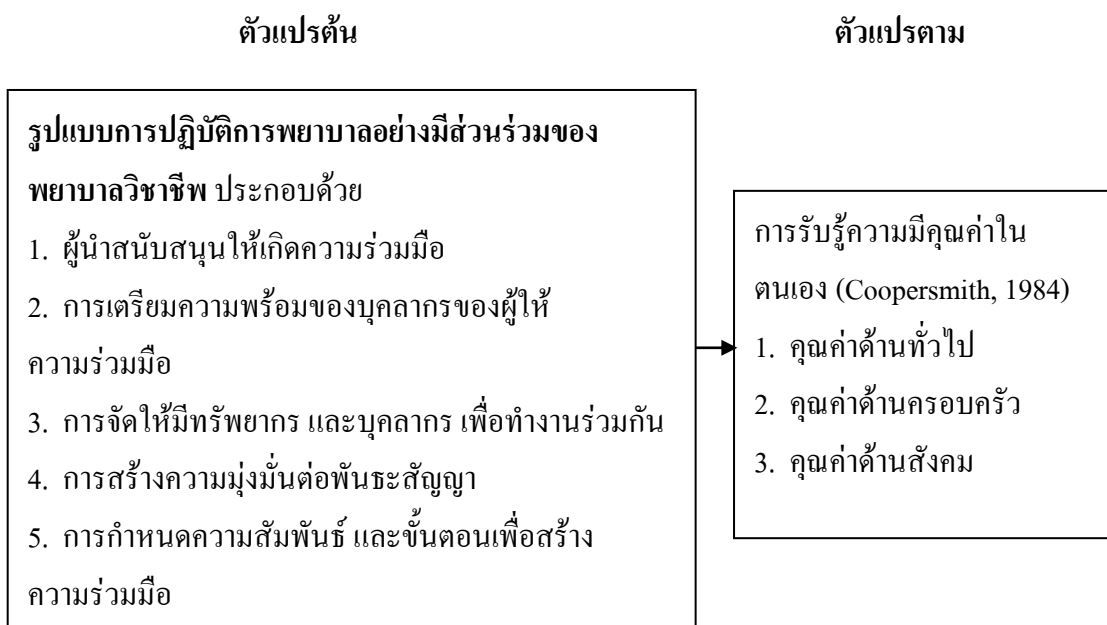 ตัวแปรต้น
ตัวแปรตาม
รูปแบบการปฏิบัติการพยาบาลอย่างมีส่วนร่วมของ
พยาบาลวิชาชีพ ประกอบด้วย
1. ผู้นำสนับสนุนให้เกิดความร่วมมือ
2. การเตรียมความพร้อมของบุคลากรของผู้ให้
ความร่วมมือ
3. การจัดให้มีทรัพยากร และบุคลากร เพื่อทำงานร่วมกัน
4. การสร้างความมุ่งมั่นต่อพันธะสัญญา
5. การกำหนดความสัมพันธ์ และขั้นตอนเพื่อสร้าง
ความร่วมมือ
การรับรู้ความมีคุณค่าใน
ตนเอง (Coopersmith, 1984)
1. คุณค่าด้านทั่วไป
2. คุณค่าด้านครอบครัว
3. คุณค่าด้านสังคม